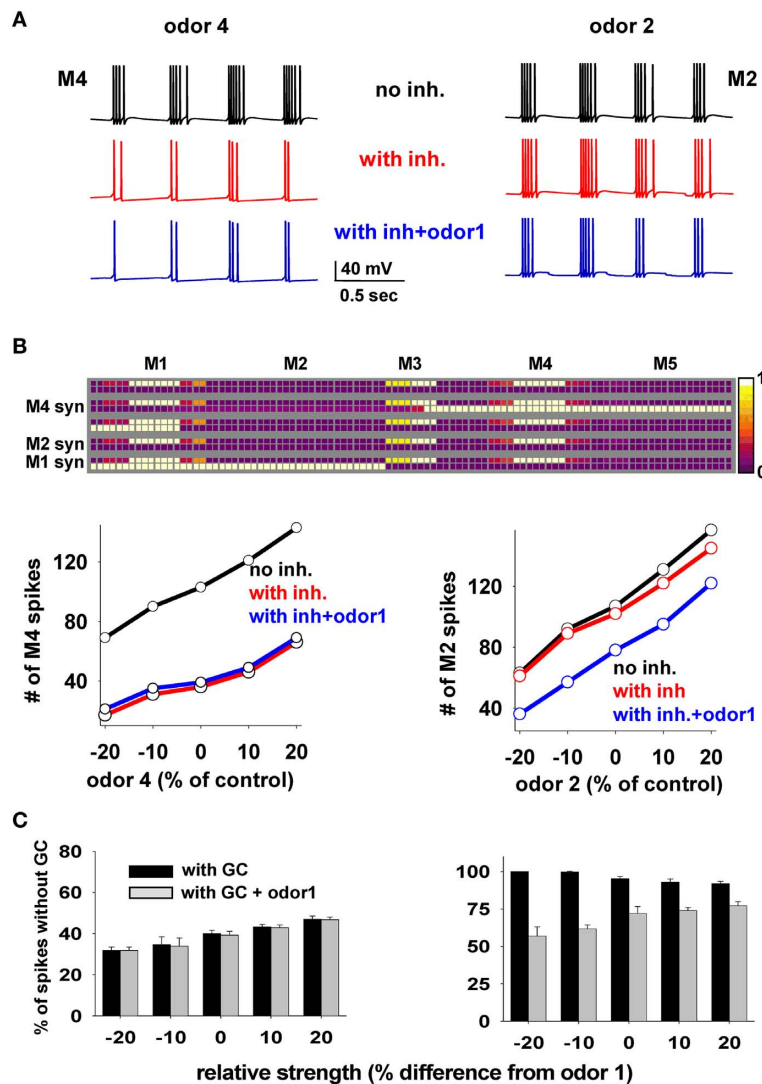 A
odor 4
odor 2
M4
M2
no inh.
with inh.
with inh+odor1
40 mV
0.5 sec
B
M1 M2 M3 M4 M5
M4 syn
M2 syn
M1 syn
1
0
# of M4 spikes
120
80
40
no inh.
with inh.
with inh+odor1
-20 -10 0 10 20
odor 4 (% of control)
# of M2 spikes
120
80
40
no inh.
with inh
with inh.+odor1
-20 -10 0 10 20
odor 2 (% of control)
C
% of spikes without GC
80
60
40
20
0
with GC
with GC + odor1
-20 -10 0 10 20
100
75
50
25
0
-20 -10 0 10 20
relative strength (% difference from odor 1)